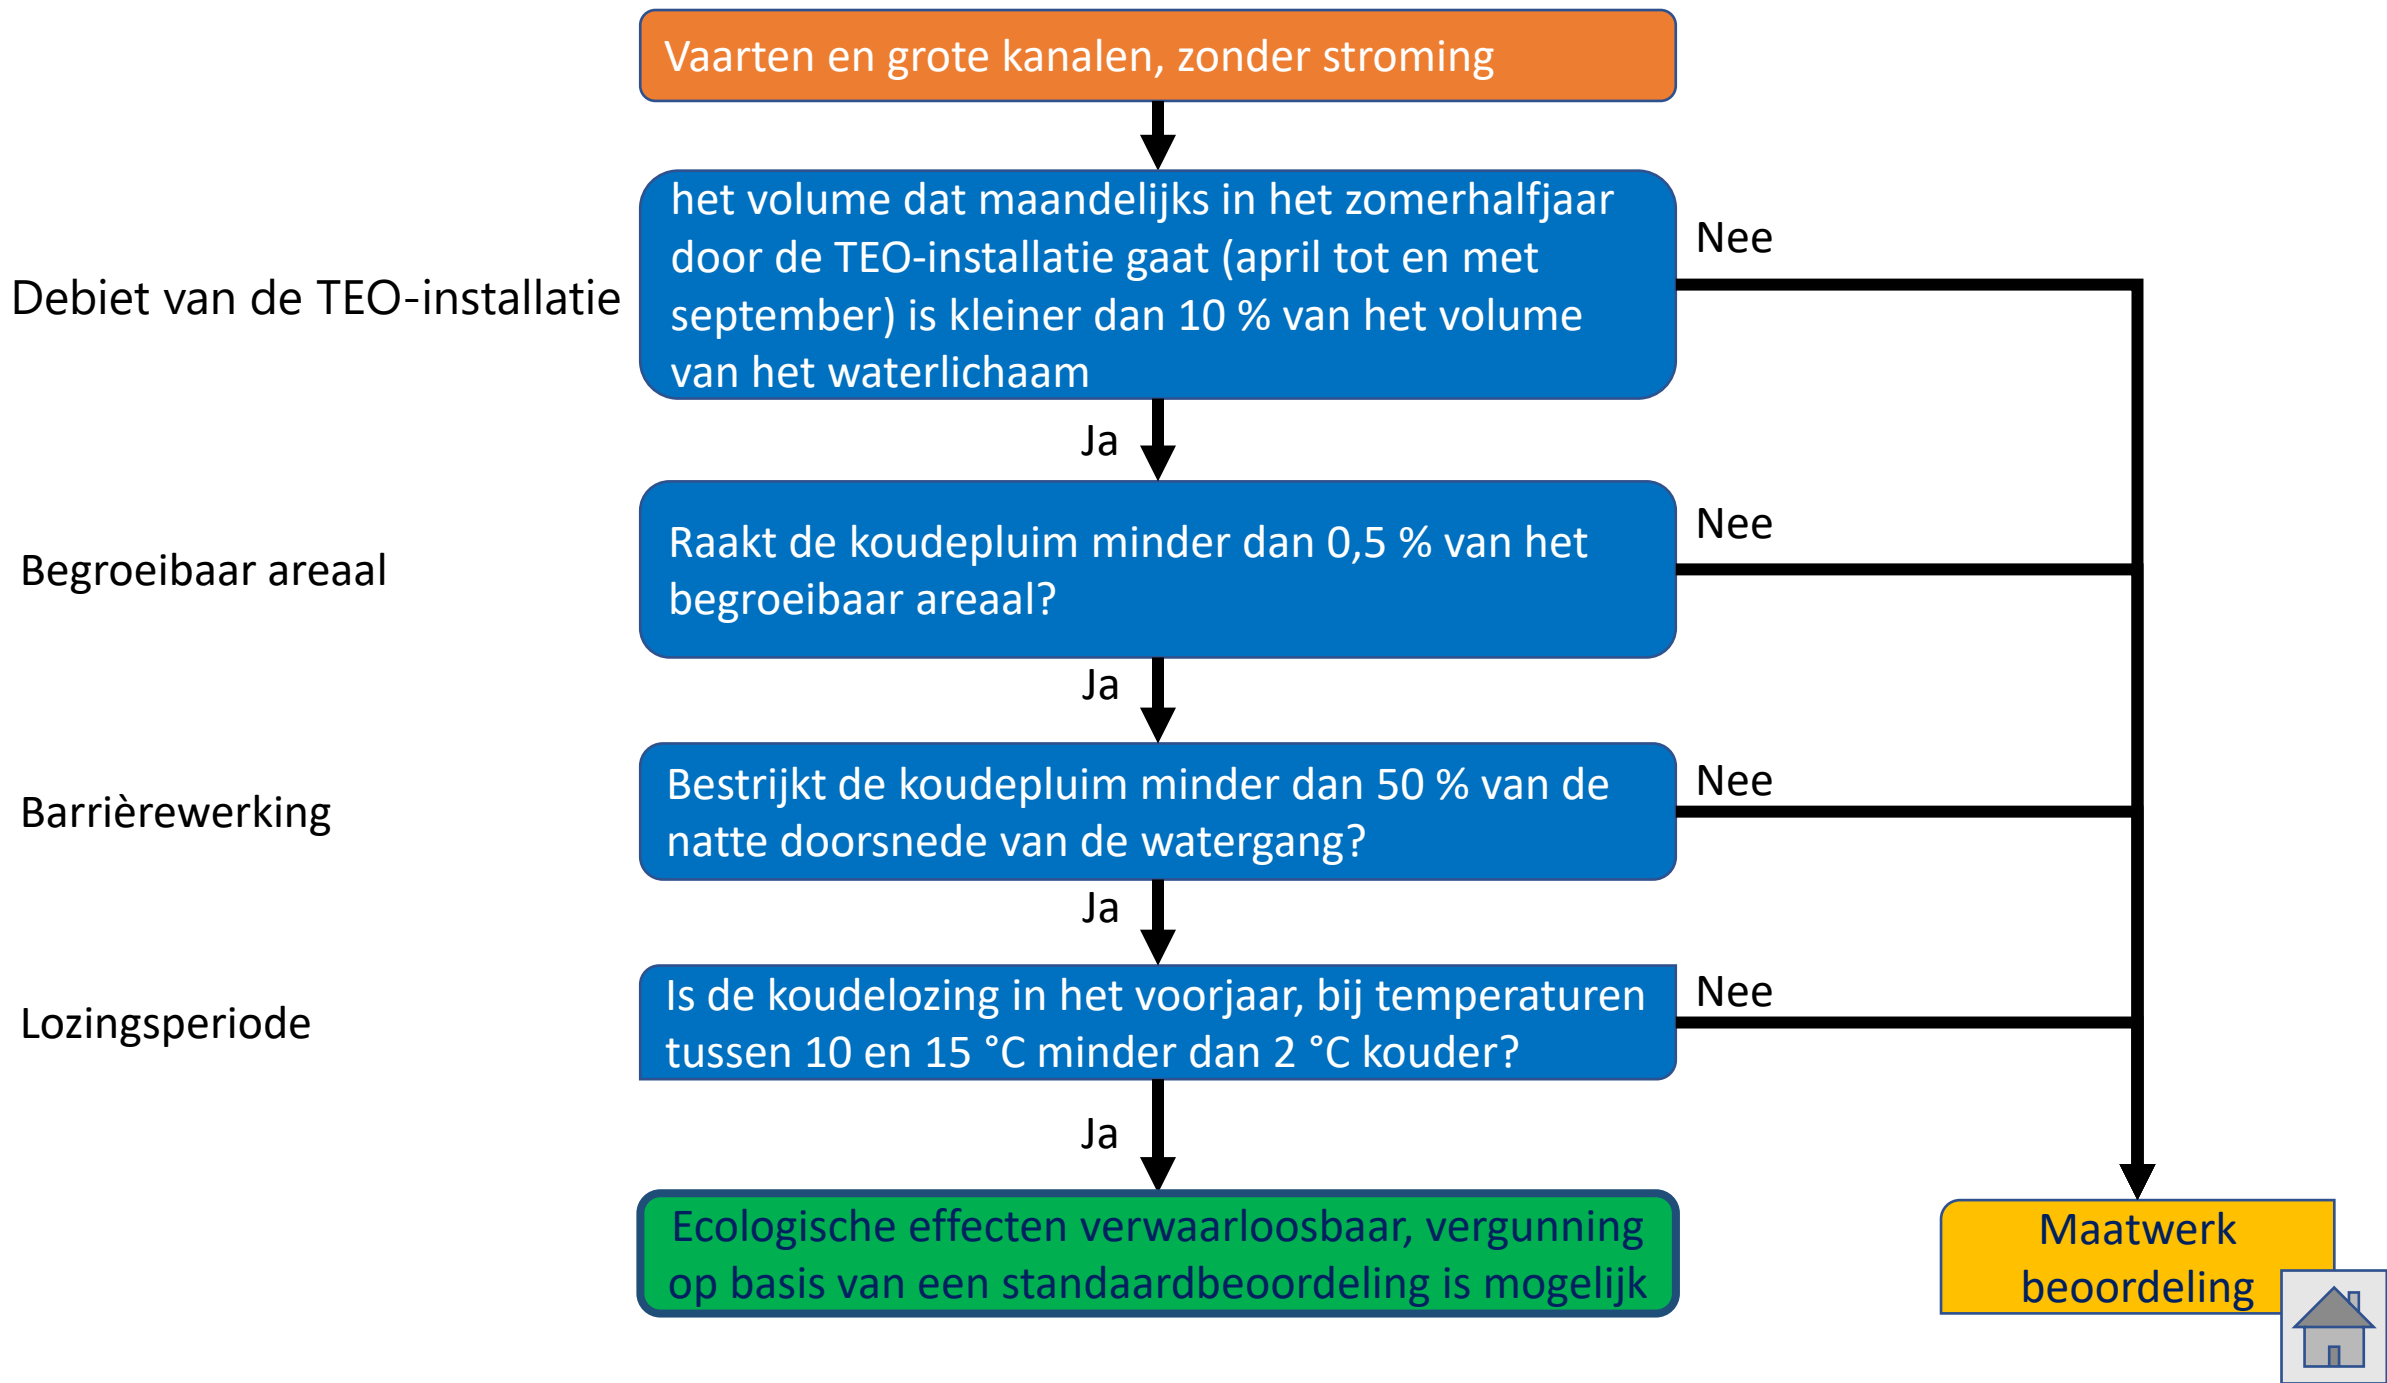 Vaarten en grote kanalen, zonder stroming
Debiet van de TEO-installatie
het volume dat maandelijks in het zomerhalfjaar
door de TEO-installatie gaat (april tot en met
september) is kleiner dan 10 % van het volume
van het waterlichaam
Nee
Ja
Begroeibaar areaal
Raakt de koudepluim minder dan 0,5 % van het
begroeibaar areaal?
Nee
Ja
Barrièrewerking
Bestrijkt de koudepluim minder dan 50 % van de
natte doorsnede van de watergang?
Nee
Ja
Lozingsperiode
Is de koudelozing in het voorjaar, bij temperaturen
tussen 10 en 15 °C minder dan 2 °C kouder?
Nee
Ja
Ecologische effecten verwaarloosbaar, vergunning
op basis van een standaardbeoordeling is mogelijk
Maatwerk
beoordeling